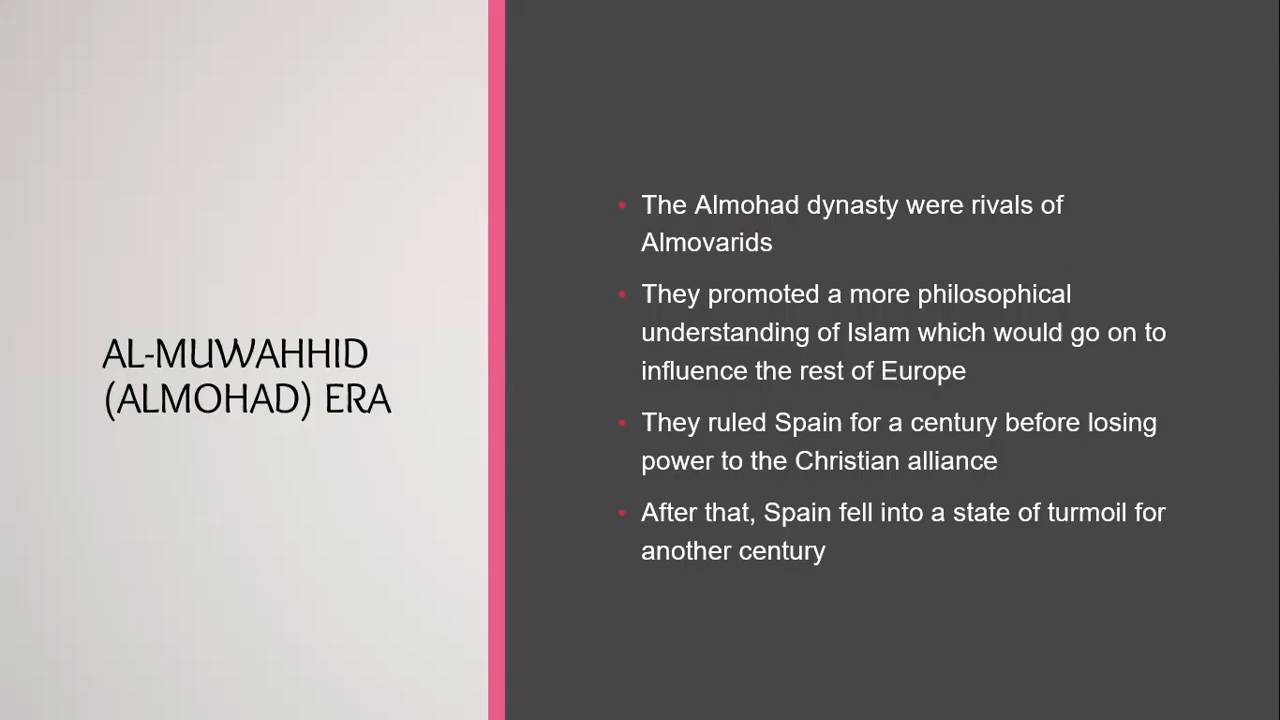 AL-MUWAHHID
(ALMOHAD) ERA
• The Almohad dynasty were rivals of
Almovarids
• They promoted a more philosophical
understanding of Islam which would go on to
influence the rest of Europe
• They ruled Spain for a century before losing
power to the Christian alliance
• After that, Spain fell into a state of turmoil for
another century